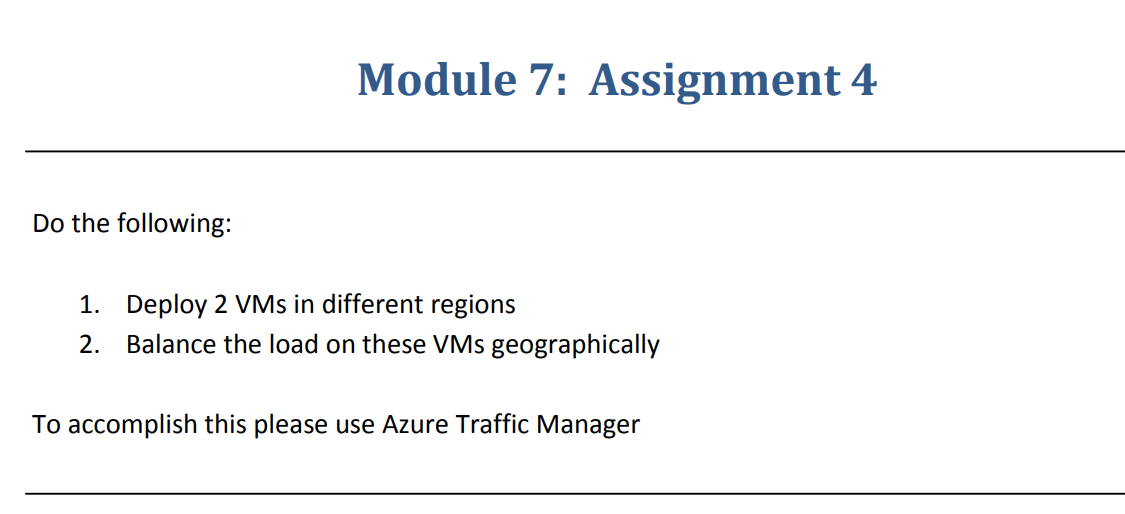 Module 7: Assignment 4
Do the following:
1. Deploy 2 VMs in different regions
2. Balance the load on these VMs geographically
To accomplish this please use Azure Traffic Manager